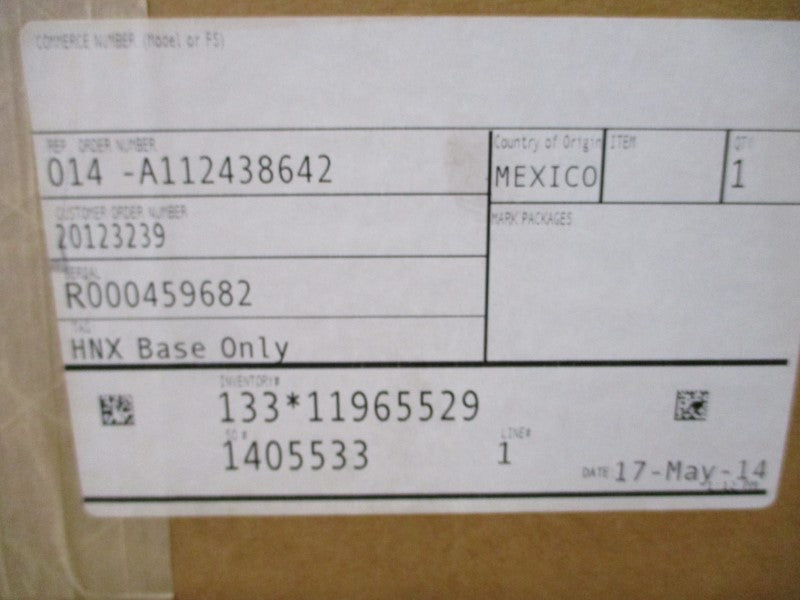 COMMERCE NUMBER (Model or PS)
REP ORDER NUMBER
014 -A112438642
Country of Origin
MEXICO
ITEM
QTY
1
CUSTOMER ORDER NUMBER
20123239
MARK PACKAGES
SERIAL
R000459682
TAG
HNX Base Only
INVENTORY#
133*11965529
SO #
1405533
LINE#
1
DATE 17-May-14